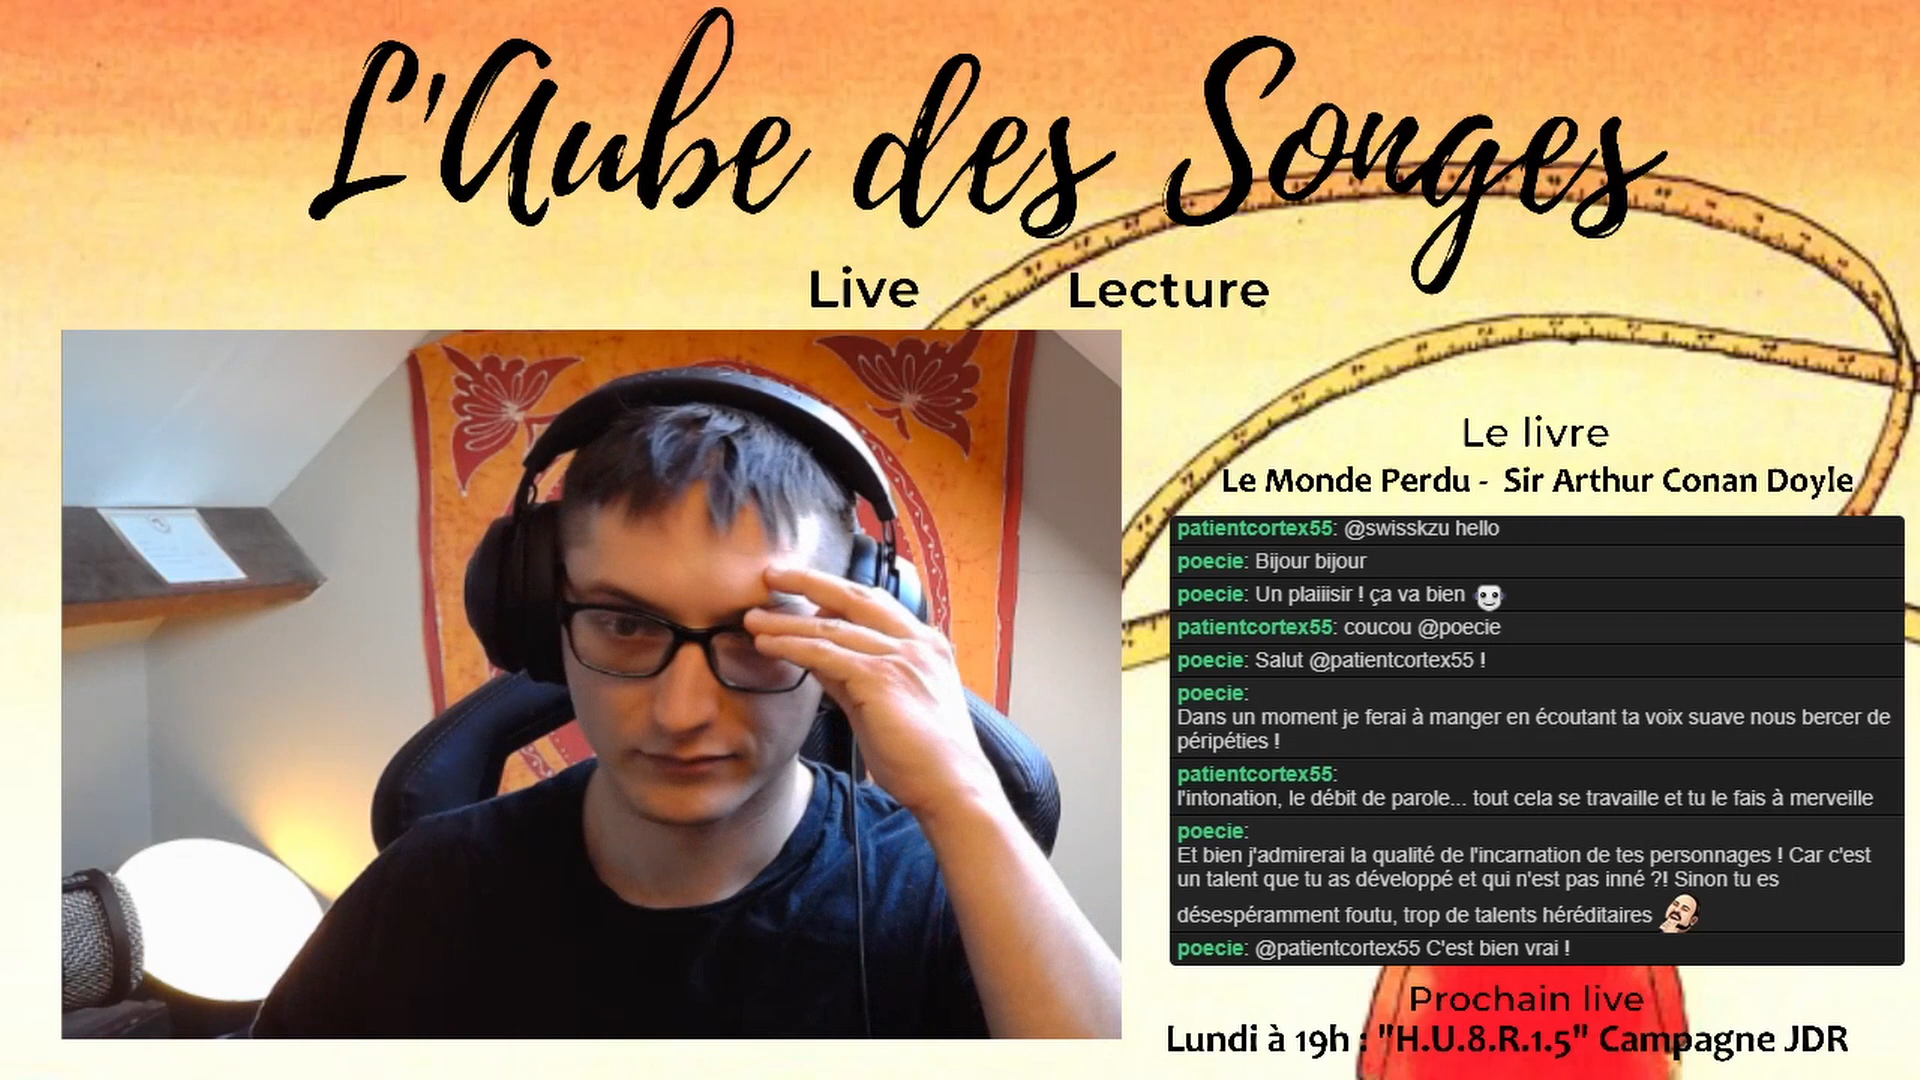 L'Aube des Songes
Live Lecture
Le livre
Le Monde Perdu - Sir Arthur Conan Doyle
patientcortex55: @swisskzu hello
poecie: Bijour bijour
poecie: Un plaiiisir ! ça va bien
patientcortex55: coucou @poecie
poecie: Salut @patientcortex55 !
poecie:
Dans un moment je ferai à manger en écoutant ta voix suave nous bercer de
péripéties !
patientcortex55:
l'intonation, le débit de parole... tout cela se travaille et tu le fais à merveille
poecie:
Et bien j'admirerai la qualité de l'incarnation de tes personnages ! Car c'est
un talent que tu as développé et qui n'est pas inné ?! Sinon tu es
désespéramment foutu, trop de talents héréditaires
poecie: @patientcortex55 C'est bien vrai !
Prochain live
Lundi à 19h : "H.U.8.R.1.5" Campagne JDR